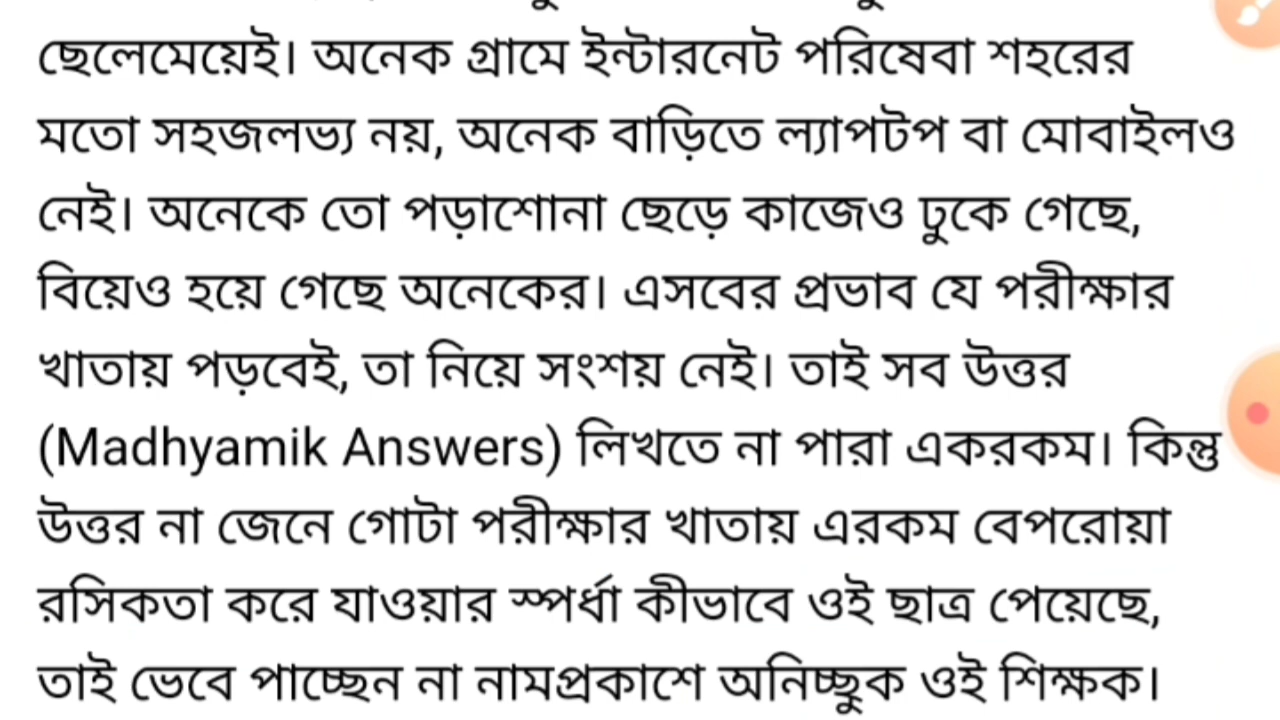 ছেলেমেয়েই। অনেক গ্রামে ইন্টারনেট পরিষেবা শহরের
মতো সহজলভ্য নয়, অনেক বাড়িতে ল্যাপটপ বা মোবাইলও
নেই। অনেকে তো পড়াশোনা ছেড়ে কাজেও ঢুকে গেছে,
বিয়েও হয়ে গেছে অনেকের। এসবের প্রভাব যে পরীক্ষার
খাতায় পড়বেই, তা নিয়ে সংশয় নেই। তাই সব উত্তর
(Madhyamik Answers) লিখতে না পারা একরকম। কিন্তু
উত্তর না জেনে গোটা পরীক্ষার খাতায় এরকম বেপরোয়া
রসিকতা করে যাওয়ার স্পর্ধা কীভাবে ওই ছাত্র পেয়েছে,
তাই ভেবে পাচ্ছেন না নামপ্রকাশে অনিচ্ছুক ওই শিক্ষক।